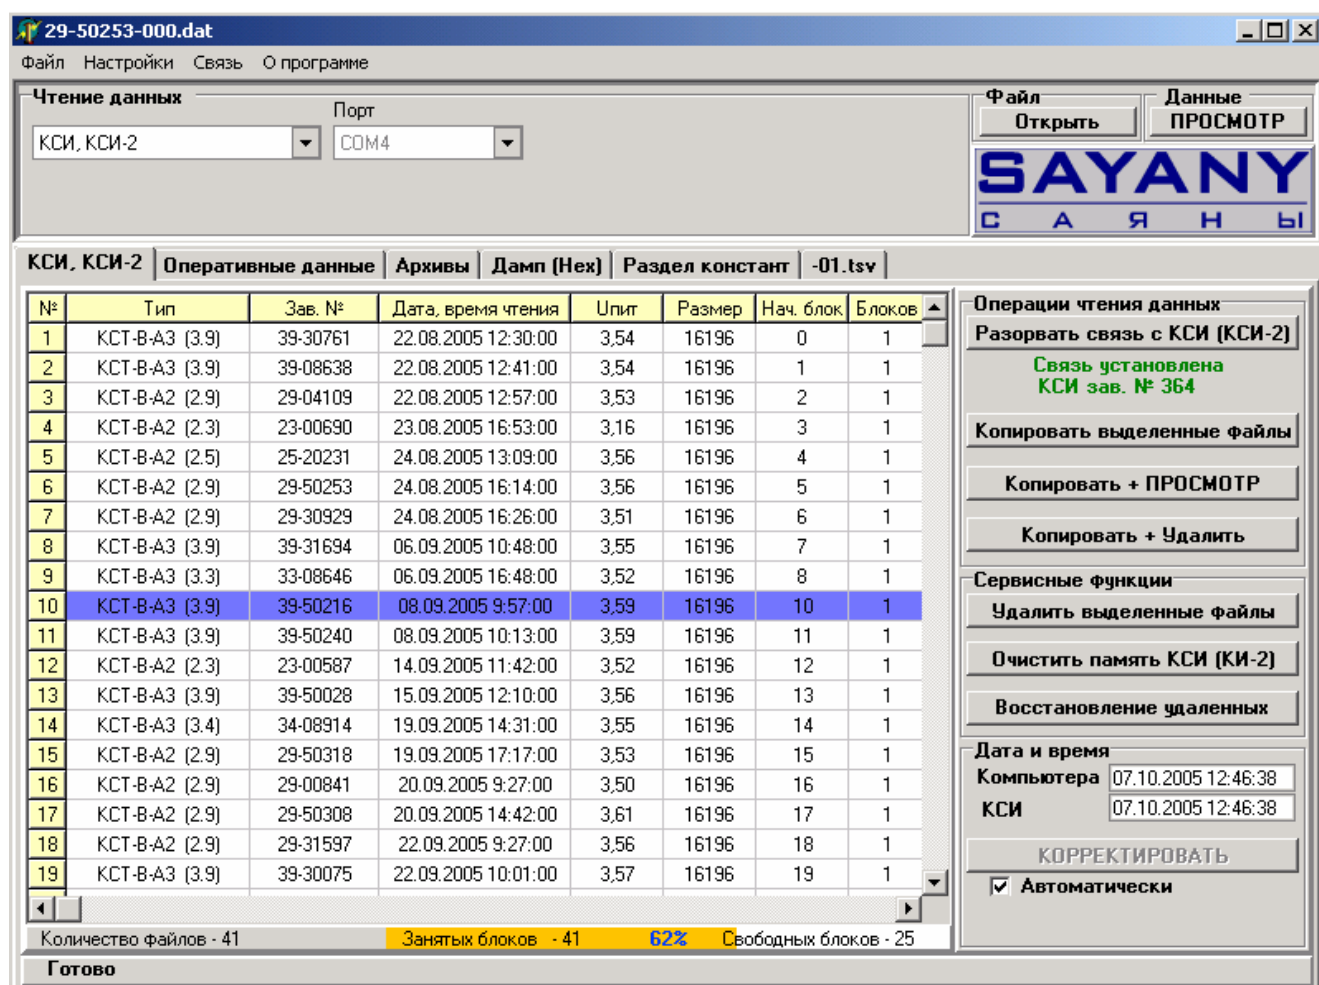 29-50253-000.dat
Файл Настройки Связь О программе
Чтение данных
Порт
КСИ, КСИ-2 COM4
Файл Данные
Открыть ПРОСМОТР
SAYANY
САЯНЫ
КСИ, КСИ-2 Оперативные данные Архивы Дамп (Hex) Раздел констант -01.tsv
№ Тип Зав. № Дата, время чтения Uпит Размер Нач. блок Блоков
1 КСТ-В-А3 (3.9) 39-30761 22.08.2005 12:30:00 3,54 16196 0 1
2 КСТ-В-А3 (3.9) 39-08638 22.08.2005 12:41:00 3,54 16196 1 1
3 КСТ-В-А2 (2.9) 29-04109 22.08.2005 12:57:00 3,53 16196 2 1
4 КСТ-В-А2 (2.3) 23-00690 23.08.2005 16:53:00 3,16 16196 3 1
5 КСТ-В-А2 (2.5) 25-20231 24.08.2005 13:09:00 3,56 16196 4 1
6 КСТ-В-А2 (2.9) 29-50253 24.08.2005 16:14:00 3,56 16196 5 1
7 КСТ-В-А2 (2.9) 29-30929 24.08.2005 16:26:00 3,51 16196 6 1
8 КСТ-В-А3 (3.9) 39-31694 06.09.2005 10:48:00 3,55 16196 7 1
9 КСТ-В-А3 (3.3) 33-08646 06.09.2005 16:48:00 3,52 16196 8 1
10 КСТ-В-А3 (3.9) 39-50216 08.09.2005 9:57:00 3,59 16196 10 1
11 КСТ-В-А3 (3.9) 39-50240 08.09.2005 10:13:00 3,59 16196 11 1
12 КСТ-В-А2 (2.3) 23-00587 14.09.2005 11:42:00 3,52 16196 12 1
13 КСТ-В-А3 (3.9) 39-50028 15.09.2005 12:10:00 3,56 16196 13 1
14 КСТ-В-А3 (3.4) 34-08914 19.09.2005 14:31:00 3,55 16196 14 1
15 КСТ-В-А2 (2.9) 29-50318 19.09.2005 17:17:00 3,53 16196 15 1
16 КСТ-В-А2 (2.9) 29-00841 20.09.2005 9:27:00 3,50 16196 16 1
17 КСТ-В-А2 (2.9) 29-50308 20.09.2005 14:42:00 3,61 16196 17 1
18 КСТ-В-А2 (2.9) 29-31597 22.09.2005 9:27:00 3,56 16196 18 1
19 КСТ-В-А3 (3.9) 39-30075 22.09.2005 10:01:00 3,57 16196 19 1
Количество файлов - 41 Занятых блоков - 41 62% Свободных блоков - 25
Операции чтения данных
Разорвать связь с КСИ (КСИ-2)
Связь установлена
КСИ зав. № 364
Копировать выделенные файлы
Копировать + ПРОСМОТР
Копировать + Удалить
Сервисные функции
Удалить выделенные файлы
Очистить память КСИ (КИ-2)
Восстановление удаленных
Дата и время
Компьютера 07.10.2005 12:46:38
КСИ 07.10.2005 12:46:38
КОРРЕКТИРОВАТЬ
Автоматически
Готово